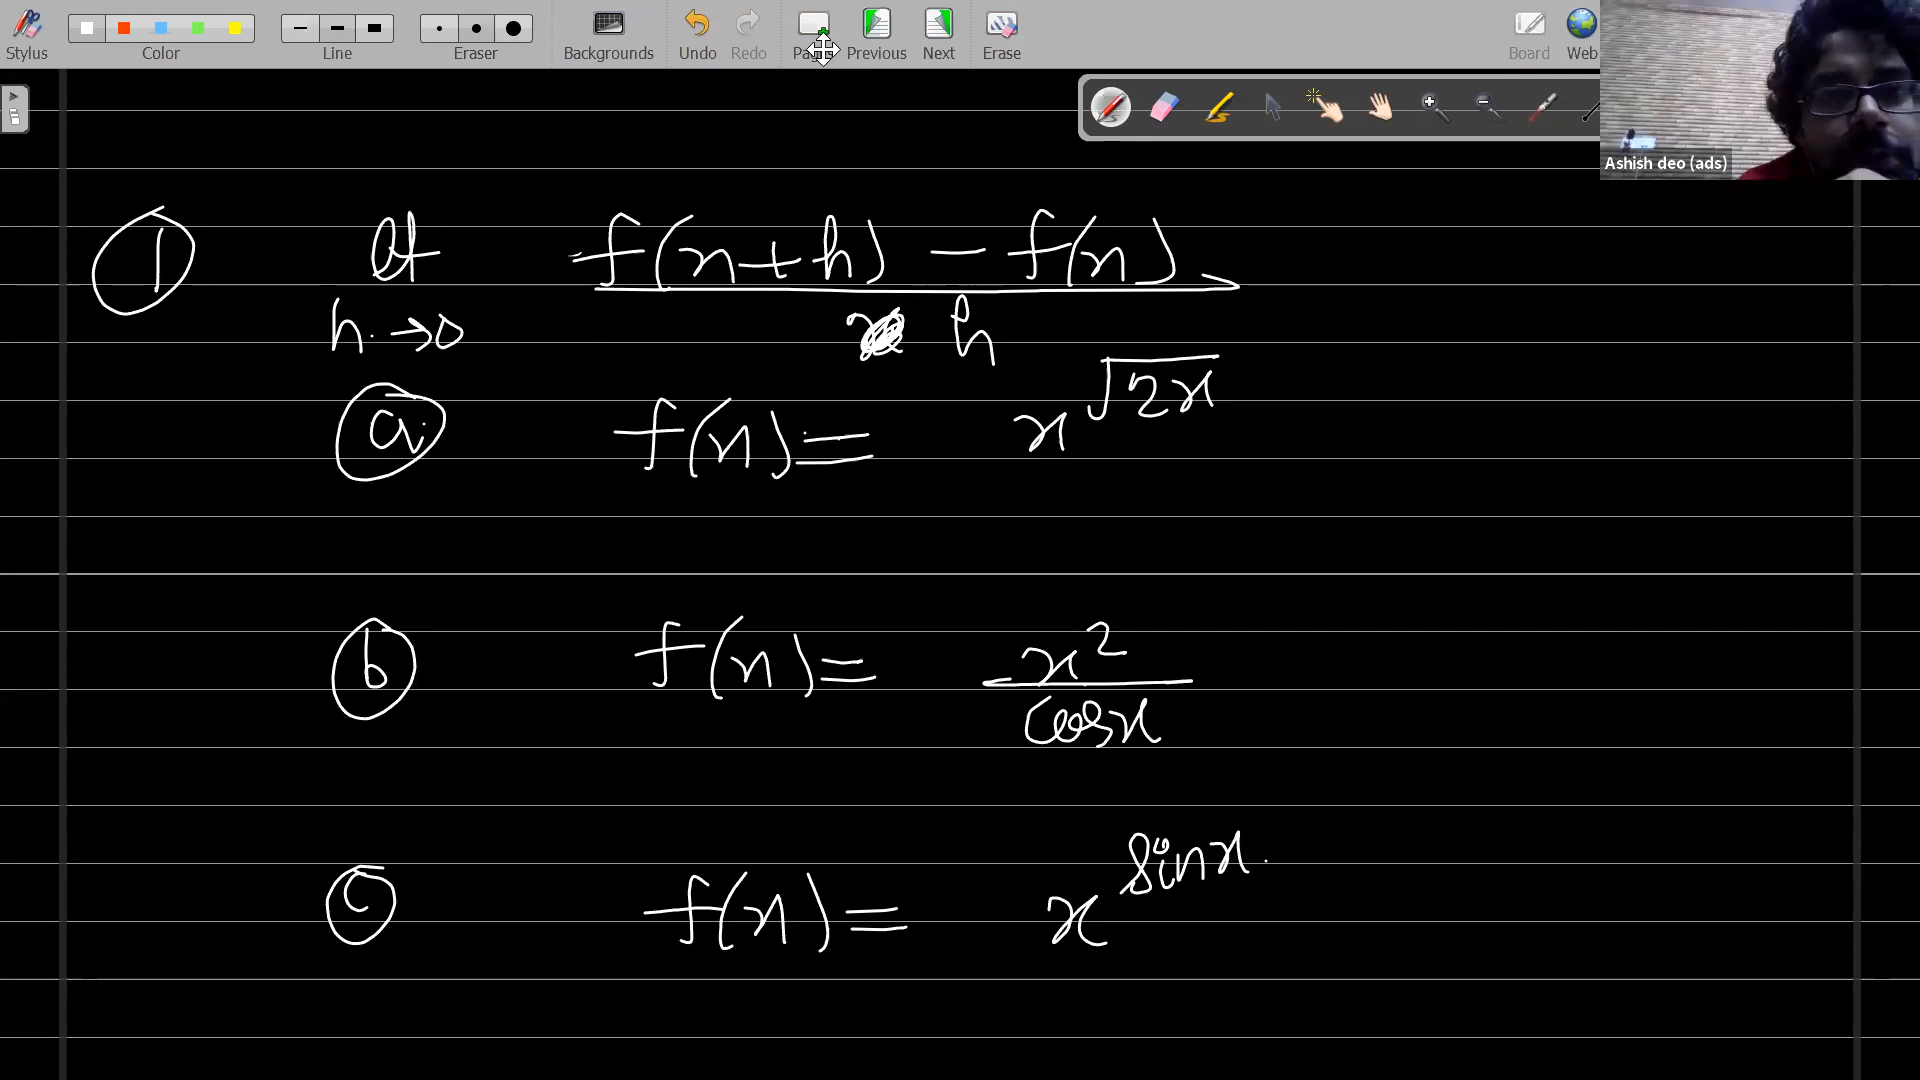 Stylus Color Line Eraser Backgrounds Undo Redo Previous Next Erase Board Web
Ashish deo (ads)
① lt f(x+h) - f(x)
h → 0 h
ⓐ f(x) = x^√2x
ⓑ f(x) = x²
cosx
ⓒ f(x) = x^sinx.